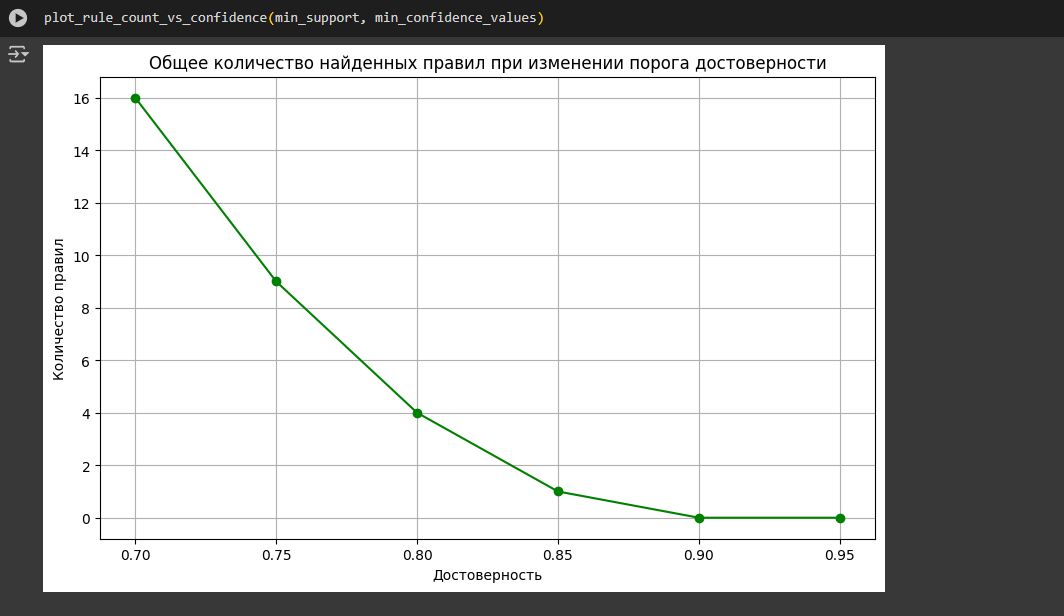 plot_rule_count_vs_confidence(min_support, min_confidence_values)
Общее количество найденных правил при изменении порога достоверности
16
14
12
10
8
6
4
2
0
Количество правил
0.70 0.75 0.80 0.85 0.90 0.95
Достоверность